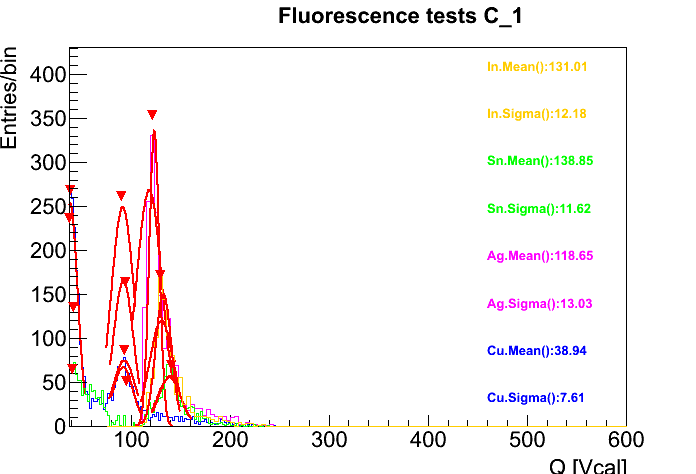 Fluorescence tests C_1
Entries/bin
400
350
300
250
200
150
100
50
0
100
200
300
400
500
600
Q [Vcal]
In.Mean():131.01
In.Sigma():12.18
Sn.Mean():138.85
Sn.Sigma():11.62
Ag.Mean():118.65
Ag.Sigma():13.03
Cu.Mean():38.94
Cu.Sigma():7.61